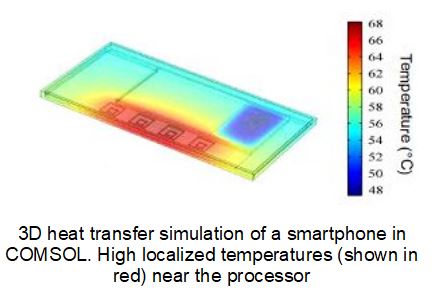 68
66
64
62
60
58
56
54
52
50
48
Temperature (°C)
3D heat transfer simulation of a smartphone in
COMSOL. High localized temperatures (shown in
red) near the processor